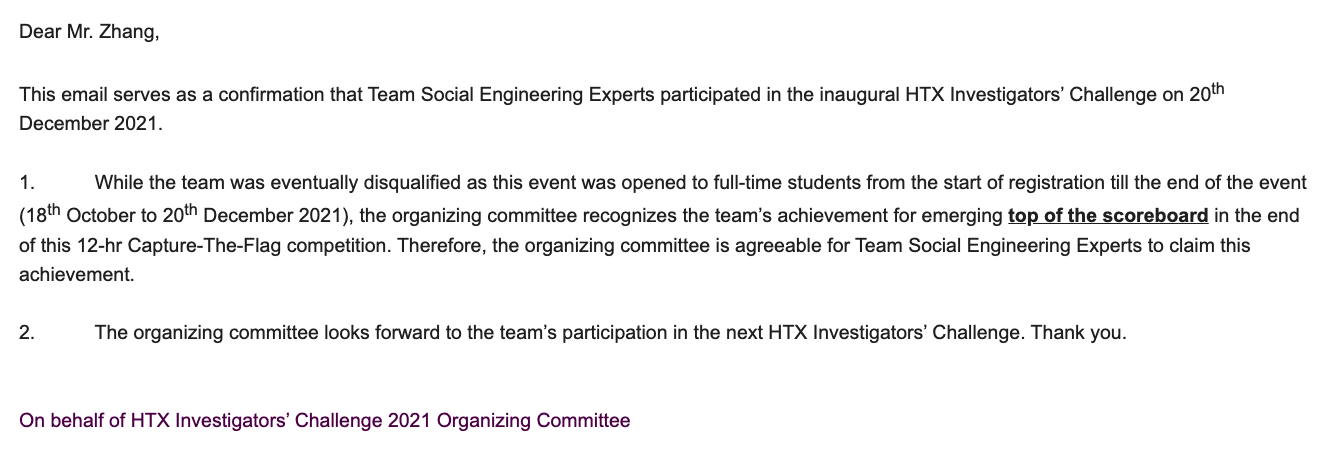 Dear Mr. Zhang,
This email serves as a confirmation that Team Social Engineering Experts participated in the inaugural HTX Investigators’ Challenge on 20th
December 2021.
1. While the team was eventually disqualified as this event was opened to full-time students from the start of registration till the end of the event
(18th October to 20th December 2021), the organizing committee recognizes the team’s achievement for emerging top of the scoreboard in the end
of this 12-hr Capture-The-Flag competition. Therefore, the organizing committee is agreeable for Team Social Engineering Experts to claim this
achievement.
2. The organizing committee looks forward to the team’s participation in the next HTX Investigators’ Challenge. Thank you.
On behalf of HTX Investigators’ Challenge 2021 Organizing Committee